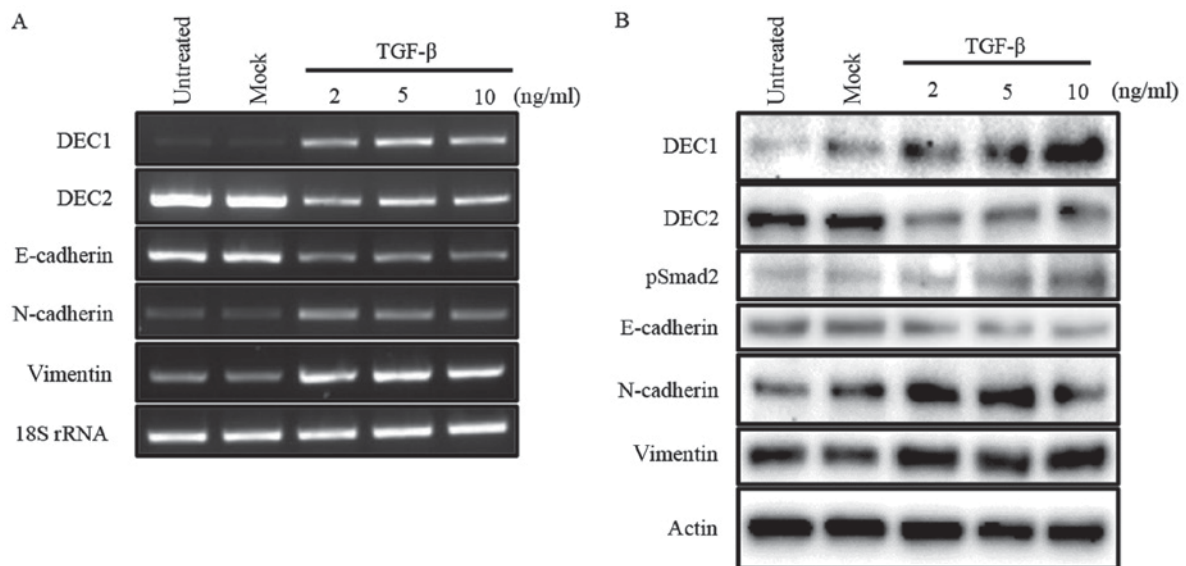 A
Untreated
Mock
TGF-β
2 5 10 (ng/ml)
DEC1
DEC2
E-cadherin
N-cadherin
Vimentin
18S rRNA
B
Untreated
Mock
TGF-β
2 5 10 (ng/ml)
DEC1
DEC2
pSmad2
E-cadherin
N-cadherin
Vimentin
Actin